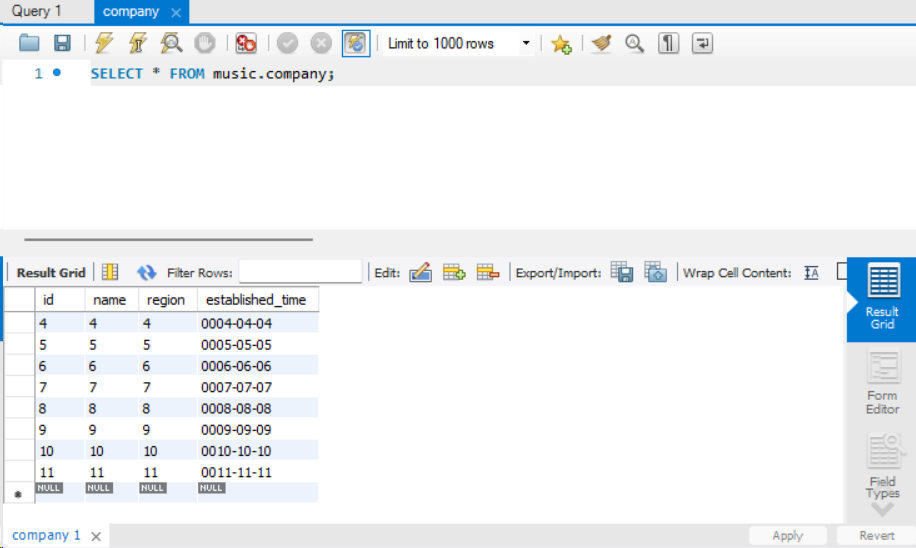 Query 1 company
Limit to 1000 rows
1 SELECT * FROM music.company;
Result Grid Filter Rows: Edit: Export/Import: Wrap Cell Content: IA
id name region established_time
4 4 4 0004-04-04
5 5 5 0005-05-05
6 6 6 0006-06-06
7 7 7 0007-07-07
8 8 8 0008-08-08
9 9 9 0009-09-09
10 10 10 0010-10-10
11 11 11 0011-11-11
NULL NULL NULL NULL
Result
Grid
Form
Editor
Field
Types
company 1 Apply Revert